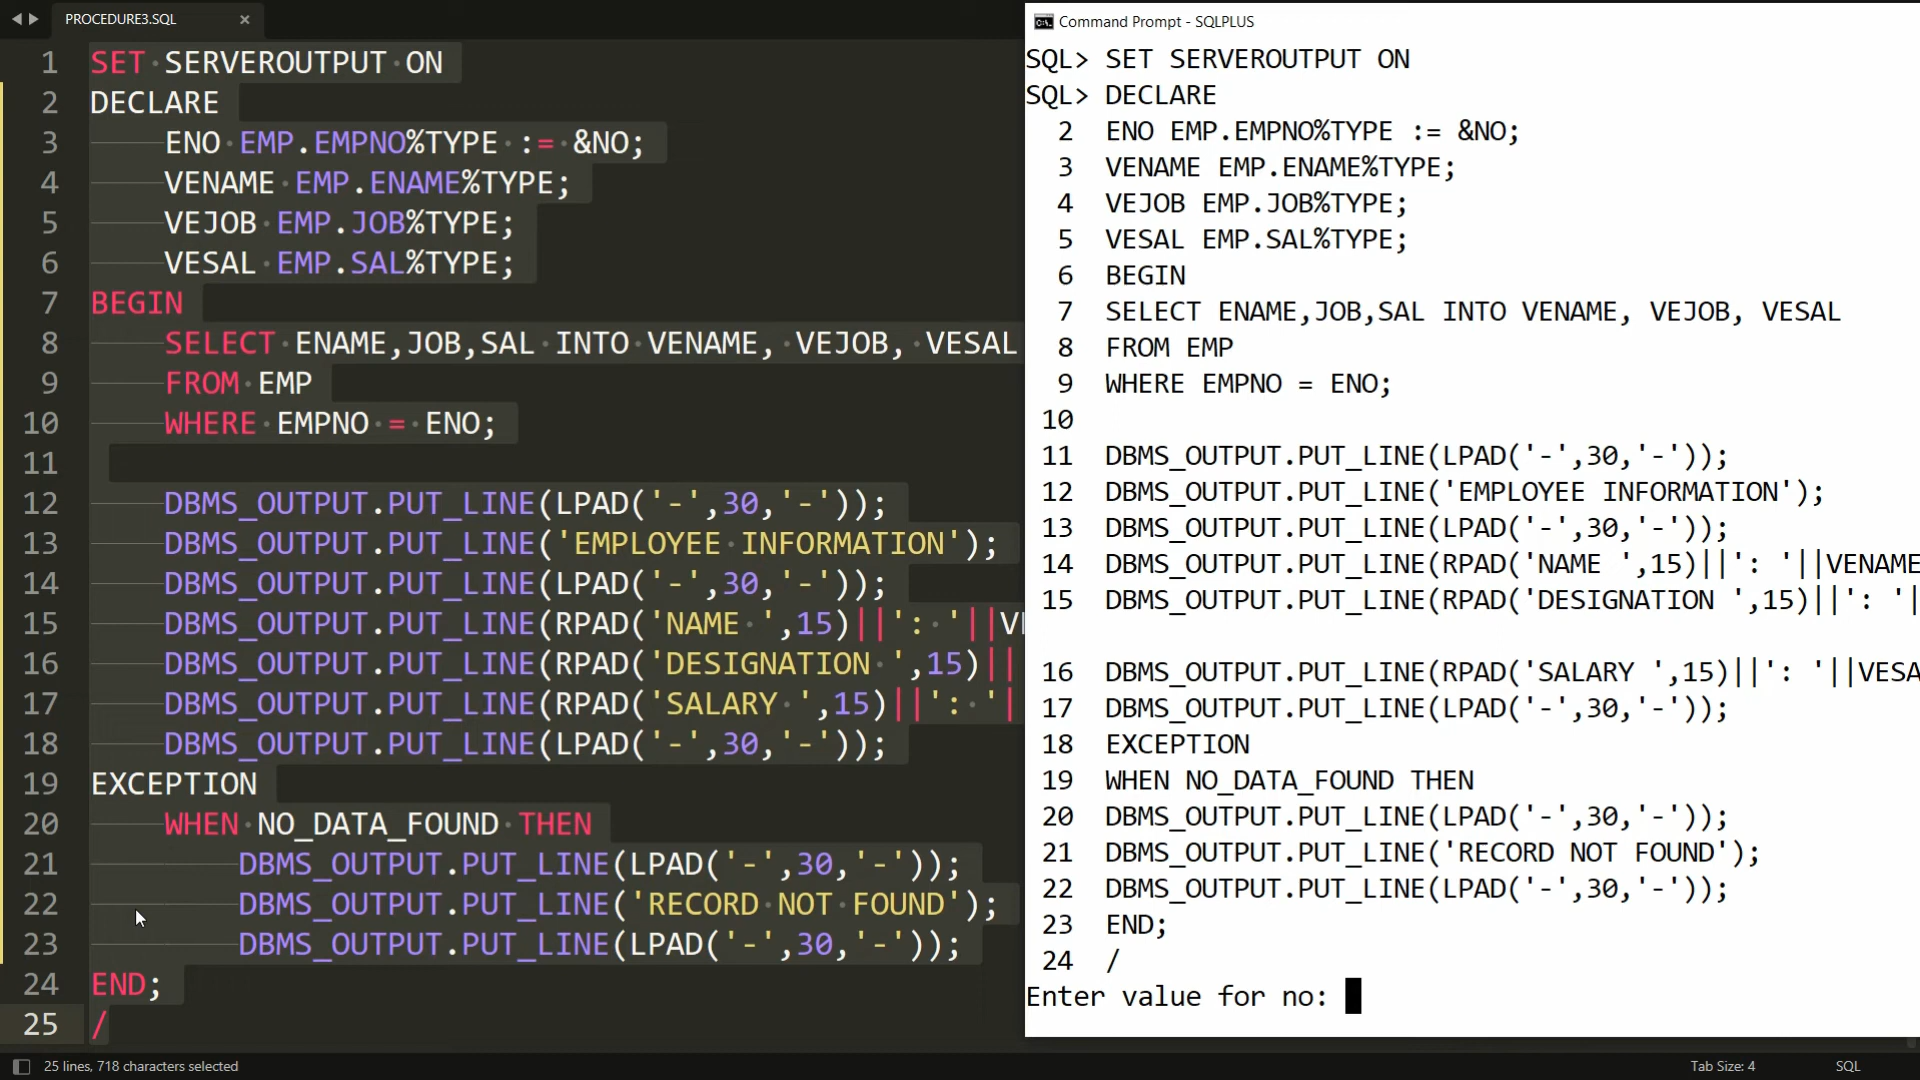 PROCEDURE3.SQL ×
1 SET SERVEROUTPUT ON
2 DECLARE
3 ENO EMP.EMPNO%TYPE := &NO;
4 VENAME EMP.ENAME%TYPE;
5 VEJOB EMP.JOB%TYPE;
6 VESAL EMP.SAL%TYPE;
7 BEGIN
8 SELECT ENAME,JOB,SAL INTO VENAME, VEJOB, VESAL
9 FROM EMP
10 WHERE EMPNO = ENO;
11
12 DBMS_OUTPUT.PUT_LINE(LPAD('-',30,'-'));
13 DBMS_OUTPUT.PUT_LINE('EMPLOYEE INFORMATION');
14 DBMS_OUTPUT.PUT_LINE(LPAD('-',30,'-'));
15 DBMS_OUTPUT.PUT_LINE(RPAD('NAME ',15)||': '||V
16 DBMS_OUTPUT.PUT_LINE(RPAD('DESIGNATION ',15)||
17 DBMS_OUTPUT.PUT_LINE(RPAD('SALARY ',15)||': '|
18 DBMS_OUTPUT.PUT_LINE(LPAD('-',30,'-'));
19 EXCEPTION
20 WHEN NO_DATA_FOUND THEN
21 DBMS_OUTPUT.PUT_LINE(LPAD('-',30,'-'));
22 DBMS_OUTPUT.PUT_LINE('RECORD NOT FOUND');
23 DBMS_OUTPUT.PUT_LINE(LPAD('-',30,'-'));
24 END;
25 /
25 lines, 718 characters selected
Command Prompt - SQLPLUS
SQL> SET SERVEROUTPUT ON
SQL> DECLARE
2 ENO EMP.EMPNO%TYPE := &NO;
3 VENAME EMP.ENAME%TYPE;
4 VEJOB EMP.JOB%TYPE;
5 VESAL EMP.SAL%TYPE;
6 BEGIN
7 SELECT ENAME,JOB,SAL INTO VENAME, VEJOB, VESAL
8 FROM EMP
9 WHERE EMPNO = ENO;
10
11 DBMS_OUTPUT.PUT_LINE(LPAD('-',30,'-'));
12 DBMS_OUTPUT.PUT_LINE('EMPLOYEE INFORMATION');
13 DBMS_OUTPUT.PUT_LINE(LPAD('-',30,'-'));
14 DBMS_OUTPUT.PUT_LINE(RPAD('NAME ',15)||': '||VENAME
15 DBMS_OUTPUT.PUT_LINE(RPAD('DESIGNATION ',15)||': '|
16 DBMS_OUTPUT.PUT_LINE(RPAD('SALARY ',15)||': '||VESA
17 DBMS_OUTPUT.PUT_LINE(LPAD('-',30,'-'));
18 EXCEPTION
19 WHEN NO_DATA_FOUND THEN
20 DBMS_OUTPUT.PUT_LINE(LPAD('-',30,'-'));
21 DBMS_OUTPUT.PUT_LINE('RECORD NOT FOUND');
22 DBMS_OUTPUT.PUT_LINE(LPAD('-',30,'-'));
23 END;
24 /
Enter value for no:
Tab Size: 4 SQL